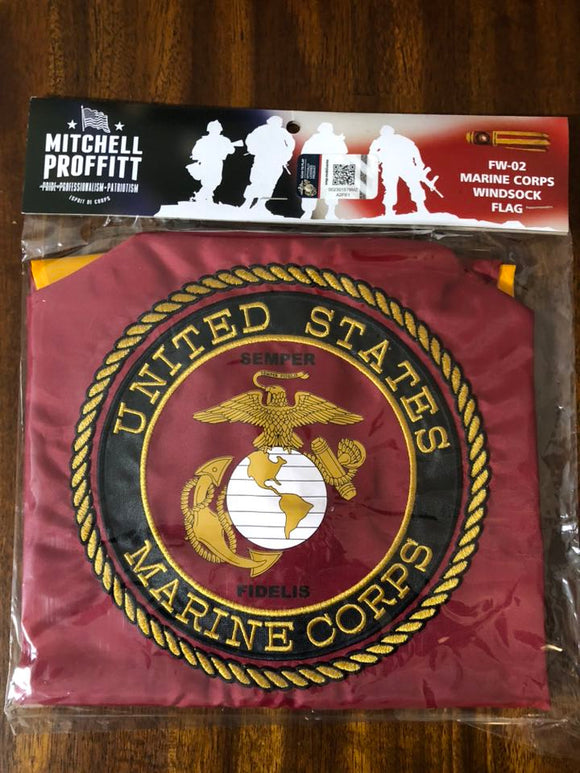 MITCHELL
PROFFITT
PRIDE·PROFESSIONALISM·PATRIOTISM
ESPRIT DE CORPS
FW-02
MARINE CORPS
WINDSOCK
FLAG
UNITED STATES
SEMPER
FIDELIS
MARINE CORPS